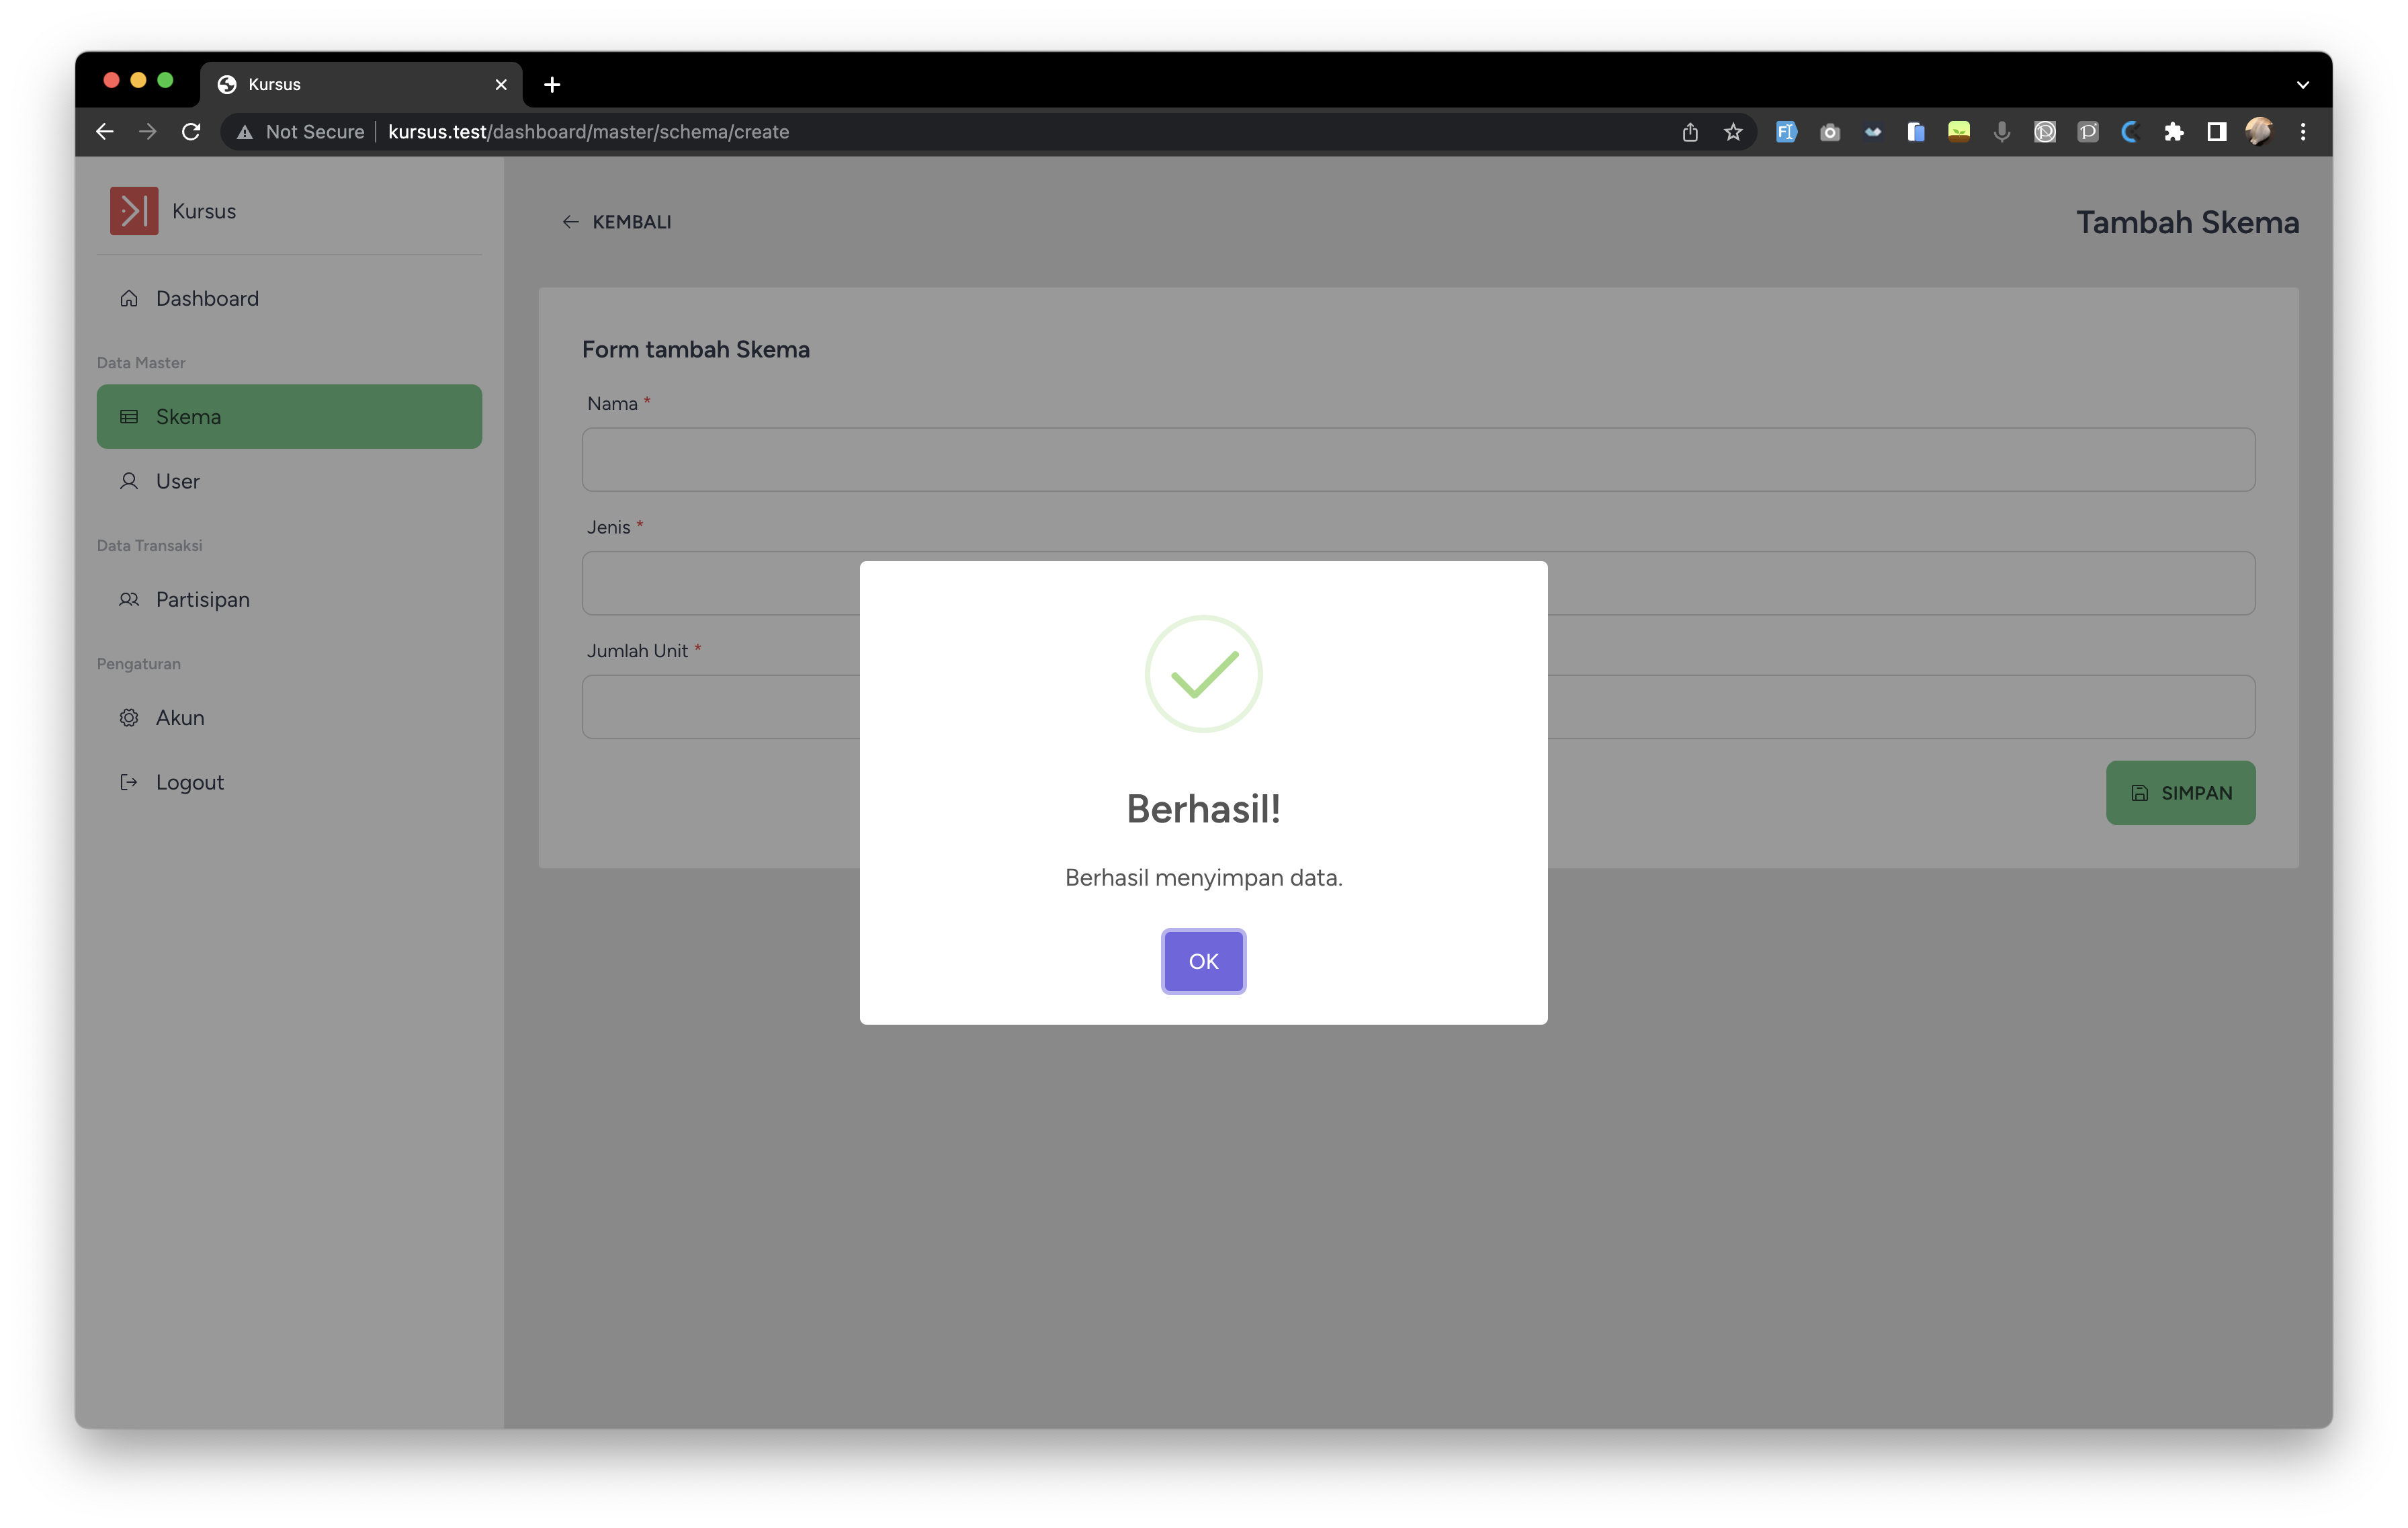 Kursus
Not Secure kursus.test/dashboard/master/schema/create
Kursus
Dashboard
Data Master
Skema
User
Data Transaksi
Partisipan
Pengaturan
Akun
Logout
KEMBALI
Tambah Skema
Form tambah Skema
Nama *
Jenis *
Jumlah Unit *
SIMPAN
Berhasil!
Berhasil menyimpan data.
OK